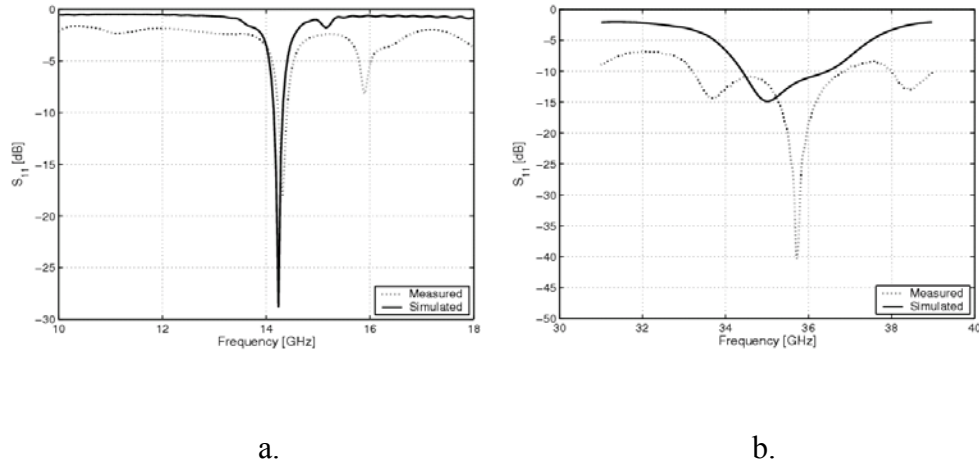 0
−5
−10
−15
−20
−25
−30
10
12
14
16
18
S11 [dB]
Frequency [GHz]
Measured
Simulated
0
−5
−10
−15
−20
−25
−30
−35
−40
−45
−50
30
32
34
36
38
40
S11 [dB]
Frequency [GHz]
Measured
Simulated
a.
b.